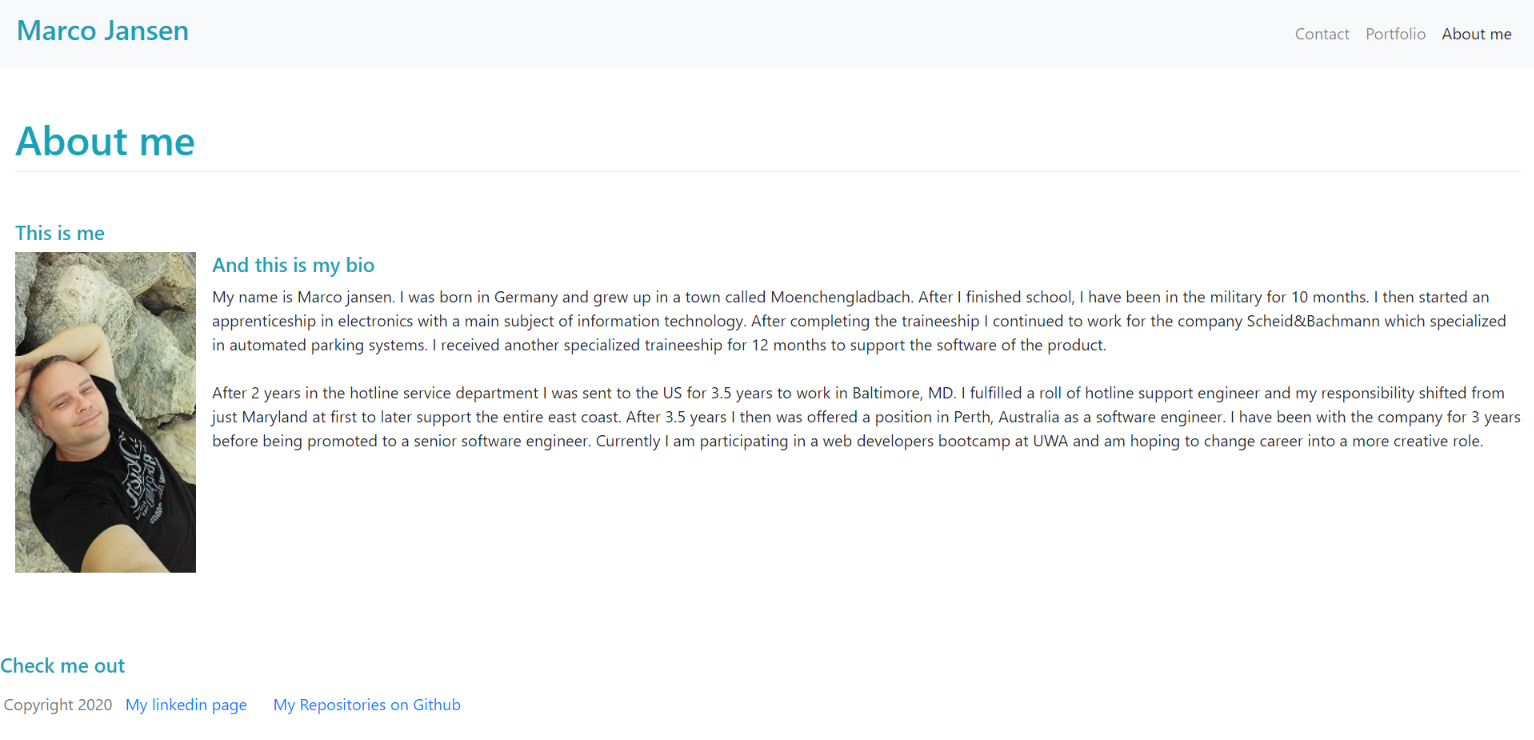 Marco Jansen
Contact Portfolio About me
About me
This is me
And this is my bio
My name is Marco jansen. I was born in Germany and grew up in a town called Moenchengladbach. After I finished school, I have been in the military for 10 months. I then started an
apprenticeship in electronics with a main subject of information technology. After completing the traineeship I continued to work for the company Scheid&Bachmann which specialized
in automated parking systems. I received another specialized traineeship for 12 months to support the software of the product.
After 2 years in the hotline service department I was sent to the US for 3.5 years to work in Baltimore, MD. I fulfilled a roll of hotline support engineer and my responsibility shifted from
just Maryland at first to later support the entire east coast. After 3.5 years I then was offered a position in Perth, Australia as a software engineer. I have been with the company for 3 years
before being promoted to a senior software engineer. Currently I am participating in a web developers bootcamp at UWA and am hoping to change career into a more creative role.
Check me out
Copyright 2020 My linkedin page My Repositories on Github